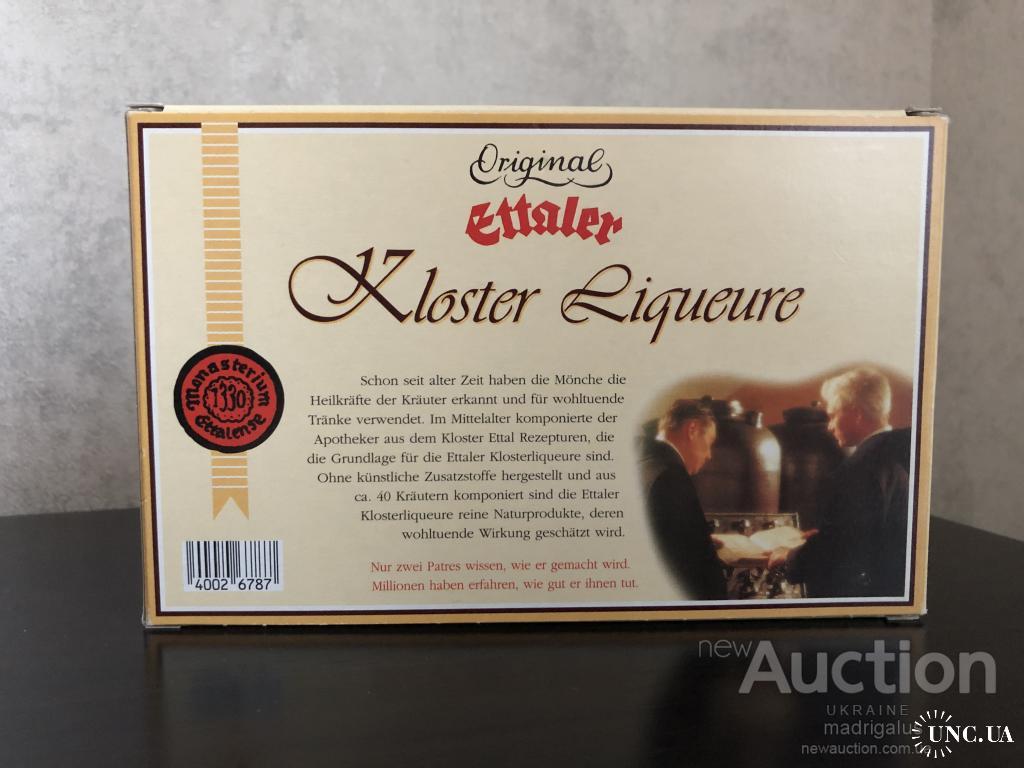 Original
Ettaler
Kloster Liqueure
Monasterium
1330
Ettalense
Schon seit alter Zeit haben die Mönche die
Heilkräfte der Kräuter erkannt und für wohltuende
Tränke verwendet. Im Mittelalter komponierte der
Apotheker aus dem Kloster Ettal Rezepturen, die
die Grundlage für die Ettaler Klosterliqueure sind.
Ohne künstliche Zusatzstoffe hergestellt und aus
ca. 40 Kräutern komponiert sind die Ettaler
Klosterliqueure reine Naturprodukte, deren
wohltuende Wirkung geschätzt wird.
Nur zwei Patres wissen, wie er gemacht wird.
Millionen haben erfahren, wie gut er ihnen tut.
4002 6787
new Auction
UKRAINE
madrigalus
newauction.com.ua
UNC.UA